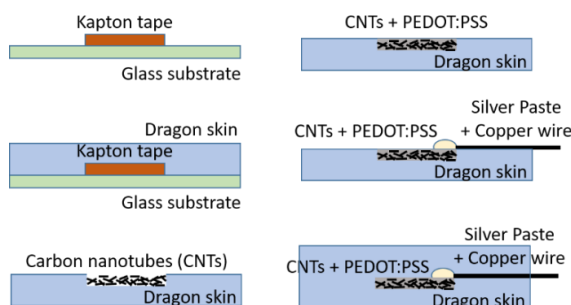 Kapton tape
Glass substrate
Dragon skin
Kapton tape
Glass substrate
Carbon nanotubes (CNTs)
Dragon skin
CNTs + PEDOT:PSS
Dragon skin
Silver Paste
+ Copper wire
CNTs + PEDOT:PSS
Dragon skin
Silver Paste
+ Copper wire
CNTs + PEDOT:PSS
Dragon skin